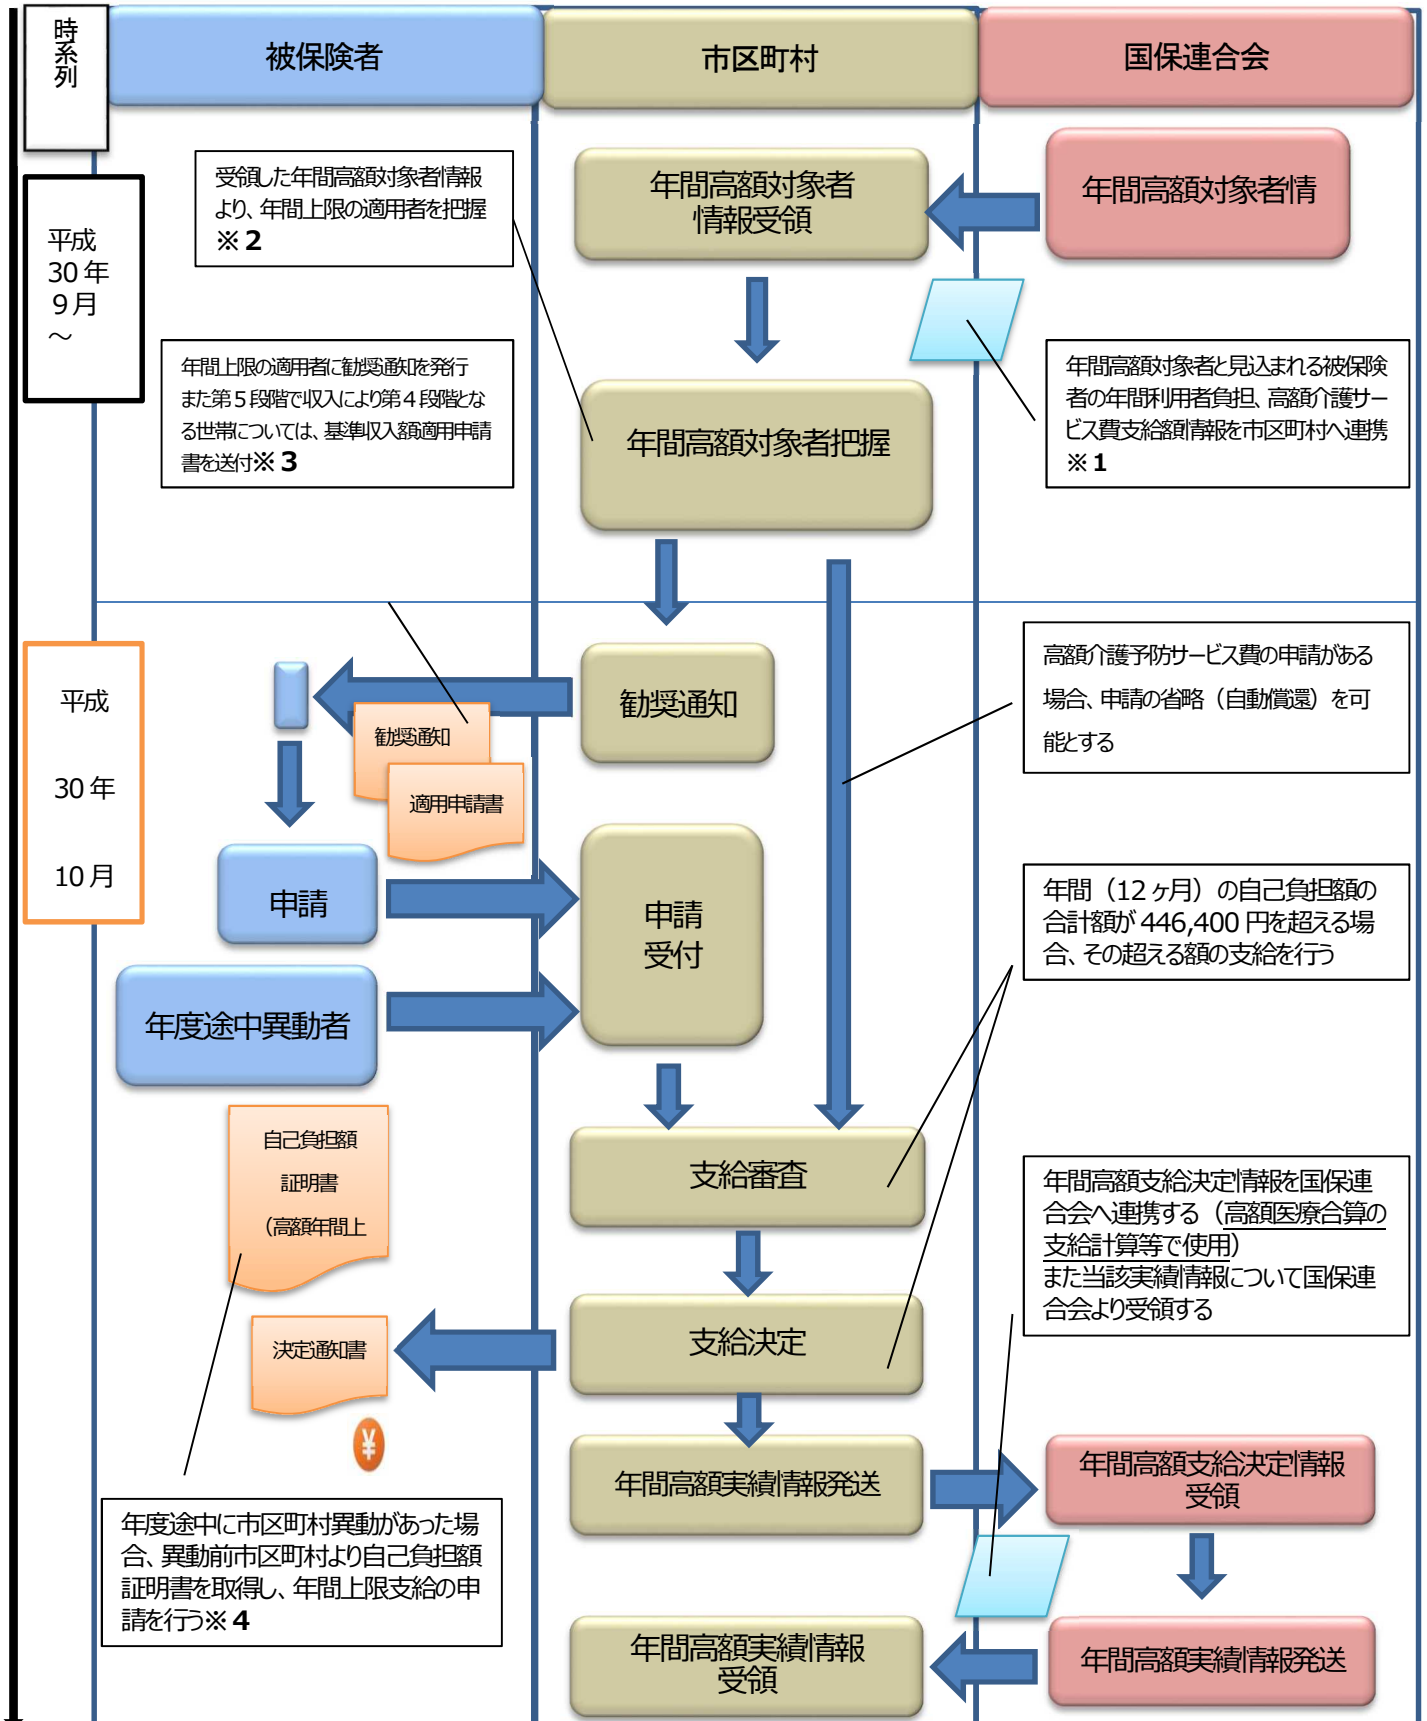 時系列
被保険者
市区町村
国保連合会
平成
30年
9月
~
受領した年間高額対象者情報
より、年間上限の適用者を把握
※2
年間高額対象者
情報受領
年間高額対象者情
年間上限の適用者に勧奨通知を発行
また第5段階で収入により第4段階とな
る世帯については、基準収入額適用申請
書を送付※3
年間高額対象者把握
年間高額対象者と見込まれる被保険
者の年間利用者負担、高額介護サー
ビス費支給額情報を市区町村へ連携
※1
平成
30年
10月
勧奨通知
勧奨通知
適用申請書
高額介護予防サービス費の申請がある
場合、申請の省略（自動償還）を可
能とする
申請
申請
受付
年間（12ヶ月）の自己負担額の
合計額が446,400円を超える場
合、その超える額の支給を行う
年度途中異動者
自己負担額
証明書
（高額年間上
支給審査
年間高額支給決定情報を国保連
合会へ連携する（高額医療合算の
支給計算等で使用）
また当該実績情報について国保連
合会より受領する
決定通知書
¥
支給決定
年間高額実績情報発送
年間高額支給決定情報
受領
年度途中に市区町村異動があった場
合、異動前市区町村より自己負担額
証明書を取得し、年間上限支給の申
請を行う※4
年間高額実績情報
受領
年間高額実績情報発送